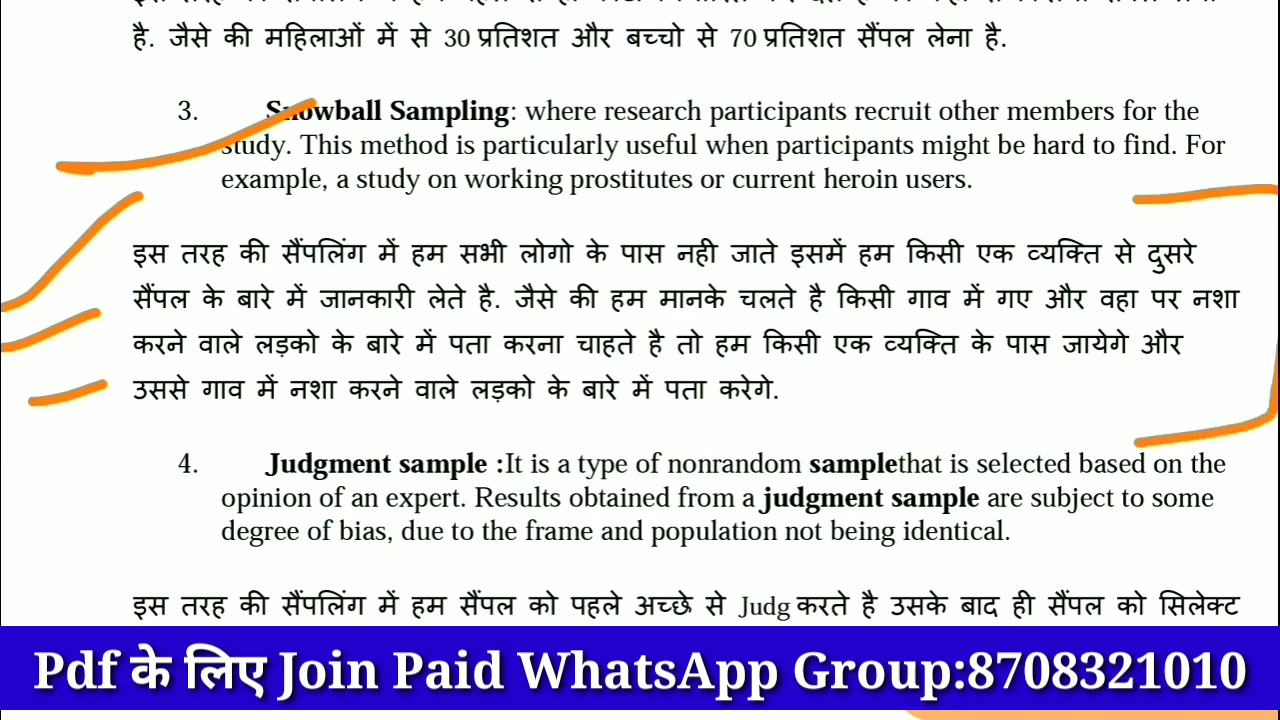 है. जैसे की महिलाओं में से 30 प्रतिशत और बच्चो से 70 प्रतिशत सैंपल लेना है.
3. Snowball Sampling: where research participants recruit other members for the
study. This method is particularly useful when participants might be hard to find. For
example, a study on working prostitutes or current heroin users.
इस तरह की सैंपलिंग में हम सभी लोगो के पास नही जाते इसमें हम किसी एक व्यक्ति से दुसरे
सैंपल के बारे में जानकारी लेते है. जैसे की हम मानके चलते है किसी गाव में गए और वहा पर नशा
करने वाले लड़को के बारे में पता करना चाहते है तो हम किसी एक व्यक्ति के पास जायेगे और
उससे गाव में नशा करने वाले लड़को के बारे में पता करेगे.
4. Judgment sample :It is a type of nonrandom samplethat is selected based on the
opinion of an expert. Results obtained from a judgment sample are subject to some
degree of bias, due to the frame and population not being identical.
इस तरह की सैंपलिंग में हम सैंपल को पहले अच्छे से Judg करते है उसके बाद ही सैंपल को सिलेक्ट
Pdf के लिए Join Paid WhatsApp Group:8708321010